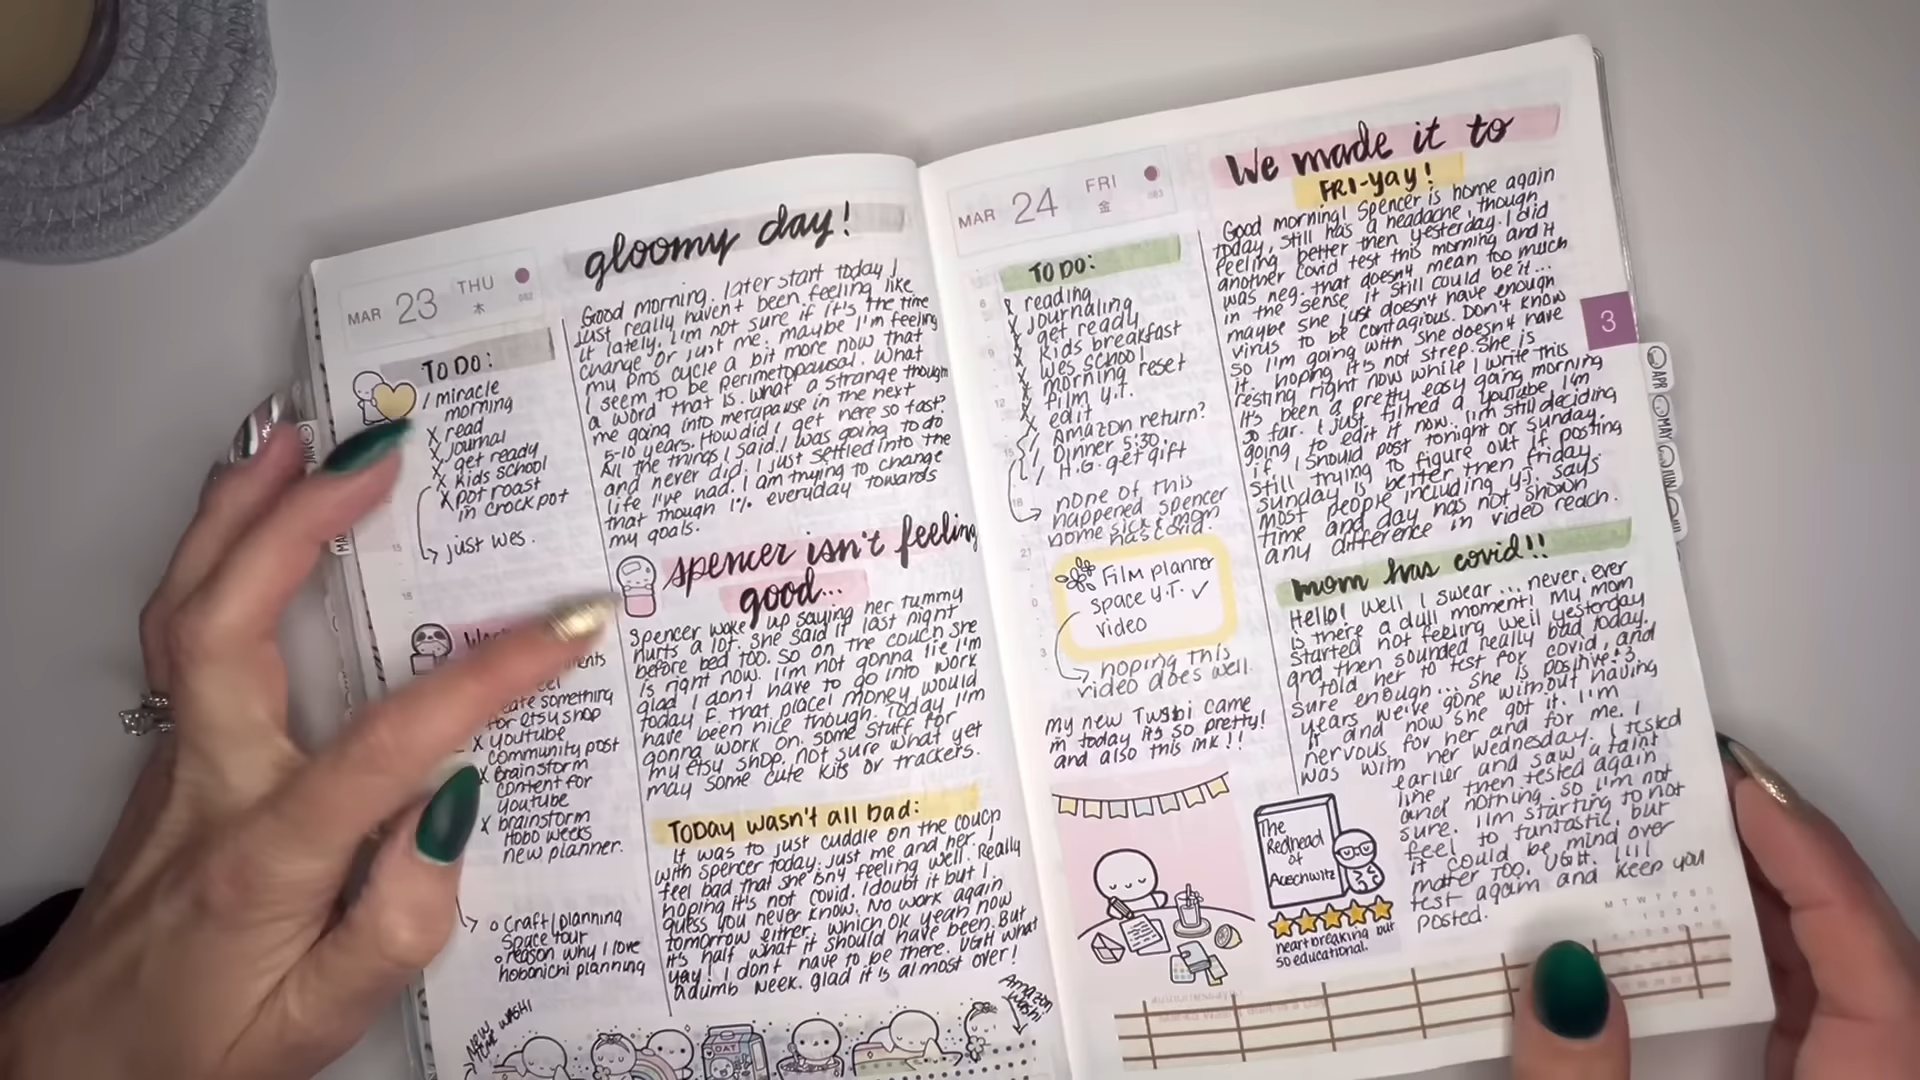 MAR 23 THU
木
082
gloomy day!
TO DO:
/ miracle
morning
X read
X journal
X get ready
X kids school
X pot roast
in crockpot
just wes.
Good morning. later start today I
just really haven't been feeling like
it lately. I'm not sure if it's the time
change or just me. maybe I'm feeling
my pms cycle a bit more now that
I seem to be perimetopausal. What
a word that is. what a strange though
me going into menapause in the next
5-10 years. How did I get here so fast?
All the things I said I was going to do
and never did. I just settled into the
life I've had. I am trying to change
that though 1% everyday towards
my goals.
spencer isn't feeling
good...
Spencer woke up saying her tummy
hurts a lot. she said it last night
before bed too. So on the couch she
is right now. I'm not gonna lie I'm
glad I dont have to go into work
today F that place! money would
have been nice though. Today I'm
gonna work on some stuff for
my etsy shop, not sure what yet
may some cute kits or trackers.
eate something
for etsy shop
X youtube
community post
X brainstorm
content for
youtube
X brainstorm
Hobo weeks
new planner.
o craft/planning
space tour
o reason why I love
hobonichi planning
TODAY wasn't all bad:
It was to just cuddle on the couch
with spencer today. just me and her. I
feel bad that she isn't feeling well. Really
hoping it's not covid. I doubt it but I
guess you never know. No work again
tomorrow either, which OK yeah now
it's half what it should have been. But
yay! I don't have to be there. UGH what
a dumb week. glad it is almost over!
WASHI
OAT
Amazon
washi
MAR 24 FRI
金
083
We made it to
FRI-yay!
TO DO:
X reading
X journaling
X get ready
X kids breakfast
X wes school
X morning reset
X film y.t.
X edit
// Amazon return?
// Dinner 5:30.
// H.G. get gift
none of this
happened spencer
home sick & mom
has covid.
Film planner
space y.t. ✓
video
hoping this
video does well.
my new Twsbi came
in today its so pretty!
and also this ink!!
Good morning! Spencer is home again
today, still has a headache, though
feeling better then yesterday. I did
another covid test this morning and it
was neg. that doesn't mean too much
in the sense it still could be it...
maybe she just doesn't have enough
virus to be contagious. Don't know
so I'm going with she doesn't have
it. hoping it's not strep. She is
resting right now while I write this
it's been a pretty easy going morning
so far. I just filmed a youtube, I'm
going to edit it now. I'm still deciding
if I should post tonight or sunday.
still trying to figure out if posting
sunday is better then friday.
most people including y.t. says
time and day has not shown
any difference in video reach.
mom has covid!!
Hello! Well I swear... never, ever
is there a dull moment! My mom
started not feeling well yesterday
and then sounded really bad today.
I told her to test for covid, and
sure enough... she is positive. 3
years we've gone without having
it and now she got it. I'm
nervous for her and for me. I
was with her Wednesday. I tested
earlier and saw a faint
line, then tested again
and nothing. so I'm not
sure. I'm starting to not
feel to fantastic, but
it could be mind over
matter too. UGH. I'll
test again and keep you
posted.
The
Redhead
of
Auschwitz
heartbreaking but
so educational.
3
APR
MAY
JUN
JUL
M T W T F S S